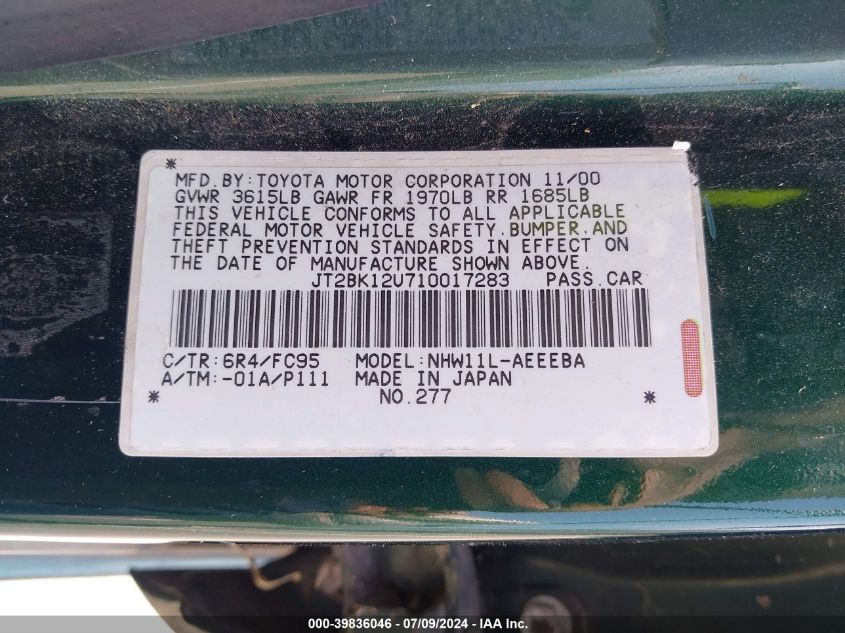 *
MFD.BY:TOYOTA MOTOR CORPORATION 11/00
GVWR 3615LB GAWR FR 1970LB RR 1685LB
THIS VEHICLE CONFORMS TO ALL APPLICABLE
FEDERAL MOTOR VEHICLE SAFETY.BUMPER.AND
THEFT PREVENTION STANDARDS IN EFFECT ON
THE DATE OF MANUFACTURE SHOWN ABOVE.
JT2BK12U710017283 PASS.CAR
C/TR:6R4/FC95 MODEL:NHW11L-AEEEBA
A/TM:-01A/P111 MADE IN JAPAN
* NO.277 *
000-39836046 - 07/09/2024 - IAA Inc.